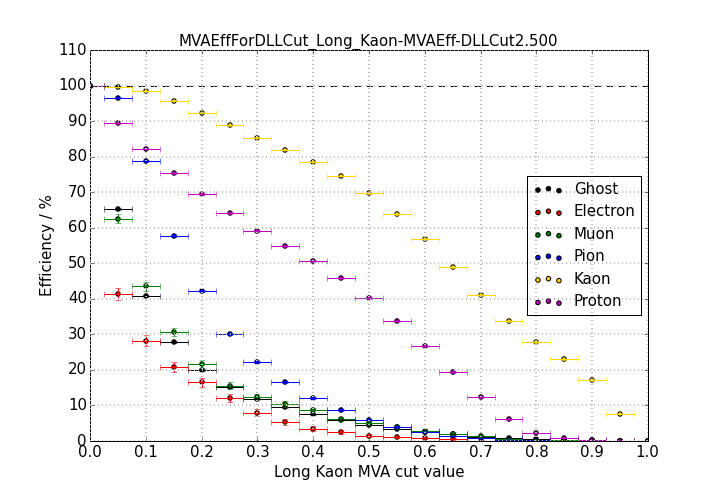 MVAEffForDLLCut_Long_Kaon-MVAEff-DLLCut2.500
110
100
90
80
70
60
50
40
30
20
10
0
Efficiency / %
Ghost
Electron
Muon
Pion
Kaon
Proton
0.0 0.1 0.2 0.3 0.4 0.5 0.6 0.7 0.8 0.9 1.0
Long Kaon MVA cut value